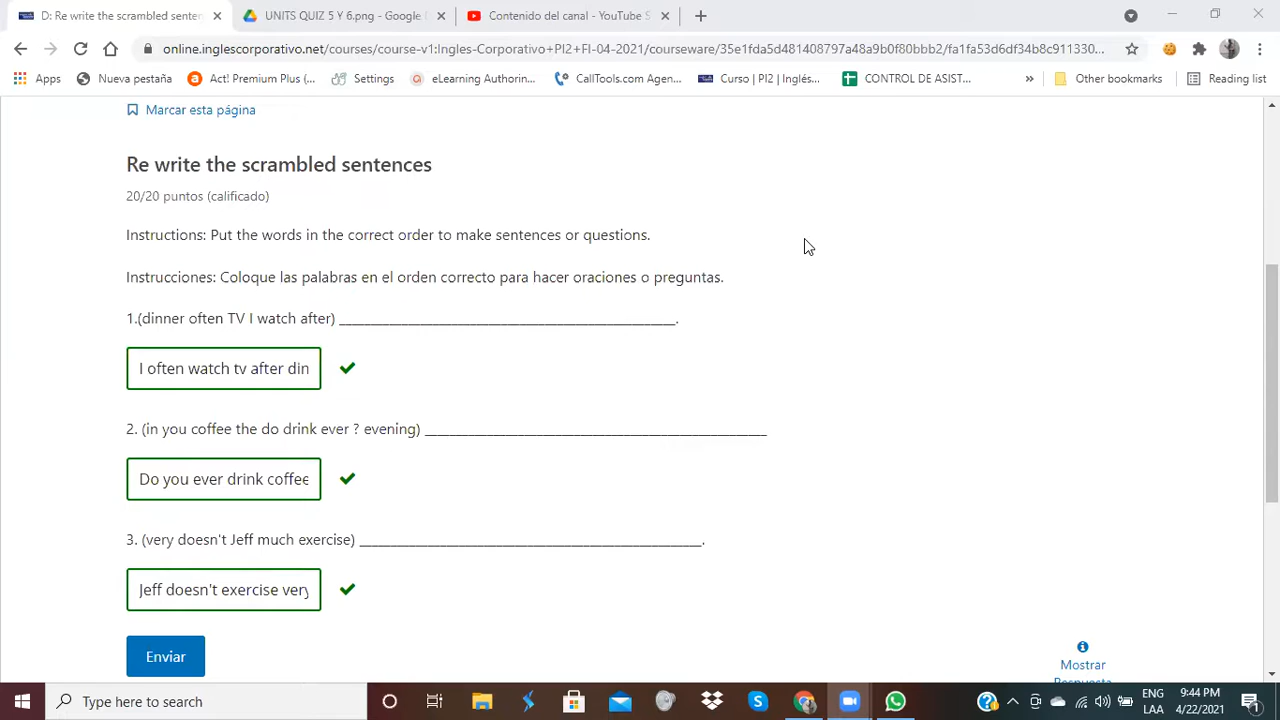 D: Re write the scrambled senten
UNITS QUIZ 5 Y 6.png - Google
Contenido del canal - YouTube S
online.inglescorporativo.net/courses/course-v1:Ingles-Corporativo+PI2+FI-04-2021/courseware/35e1fda5d481408797a48a9b0f80bbb2/fa1fa53d6df34b8c911330...
Apps
Nueva pestaña
Act! Premium Plus (...
Settings
eLearning Authorin...
CallTools.com Agen...
Curso | PI2 | Inglés...
CONTROL DE ASIST...
»
Other bookmarks
Reading list
Marcar esta página
Re write the scrambled sentences
20/20 puntos (calificado)
Instructions: Put the words in the correct order to make sentences or questions.
Instrucciones: Coloque las palabras en el orden correcto para hacer oraciones o preguntas.
1.(dinner often TV I watch after) ____________________________________________.
I often watch tv after din
2. (in you coffee the do drink ever ? evening) _____________________________________________
Do you ever drink coffee
3. (very doesn't Jeff much exercise) _____________________________________________.
Jeff doesn't exercise very
Enviar
Mostrar
Respuesta
Type here to search
ENG
LAA
9:44 PM
4/22/2021